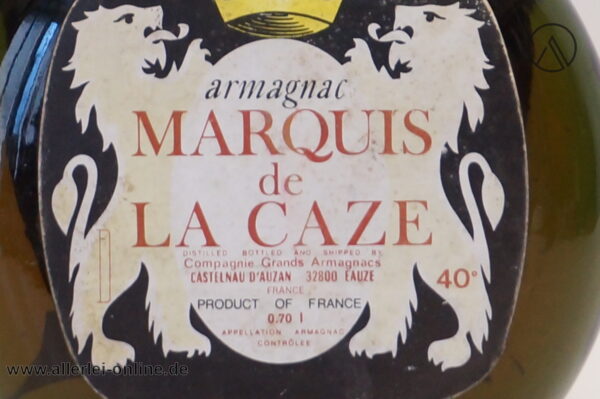 armagnac
MARQUIS
de
LA CAZE
DISTILLED BOTTLED AND SHIPPED BY
Compagnie Grands Armagnacs
CASTELNAU D'AUZAN 32800 EAUZE
FRANCE
40°
PRODUCT OF FRANCE
0.70 l
APPELLATION ARMAGNAC
CONTRÔLÉE
www.allerlei-online.de